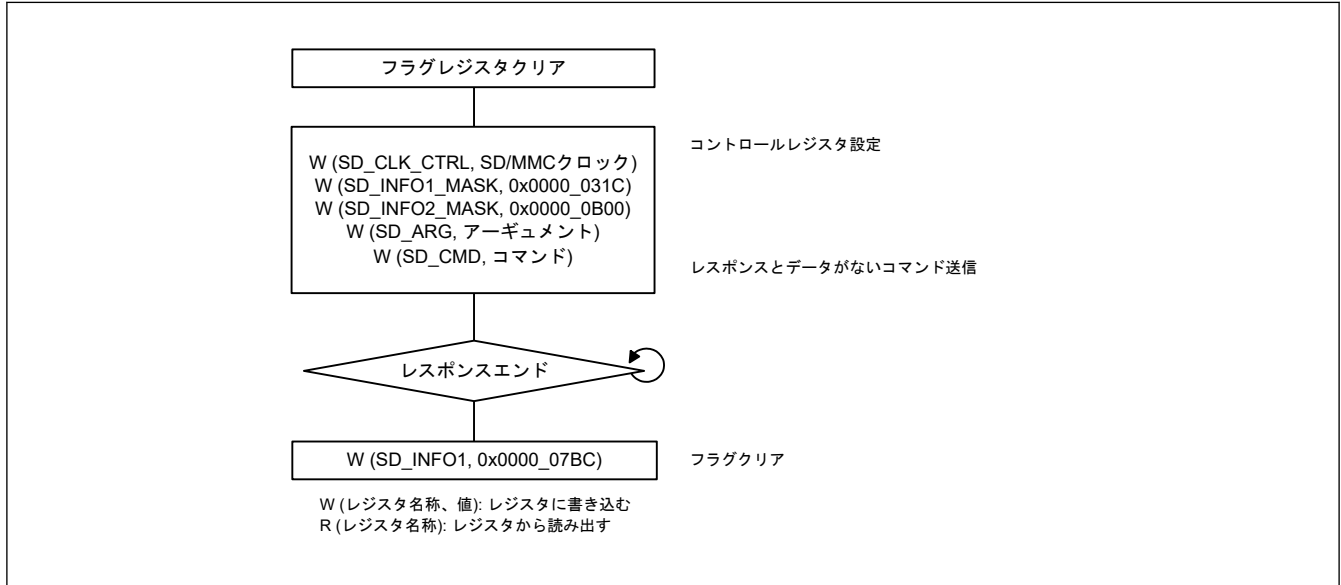 フラグレジスタクリア
コントロールレジスタ設定
W (SD_CLK_CTRL, SD/MMCクロック)
W (SD_INFO1_MASK, 0x0000_031C)
W (SD_INFO2_MASK, 0x0000_0B00)
W (SD_ARG, アーギュメント)
W (SD_CMD, コマンド)
レスポンスとデータがないコマンド送信
レスポンスエンド
W (SD_INFO1, 0x0000_07BC)
フラグクリア
W (レジスタ名称、値): レジスタに書き込む
R (レジスタ名称): レジスタから読み出す